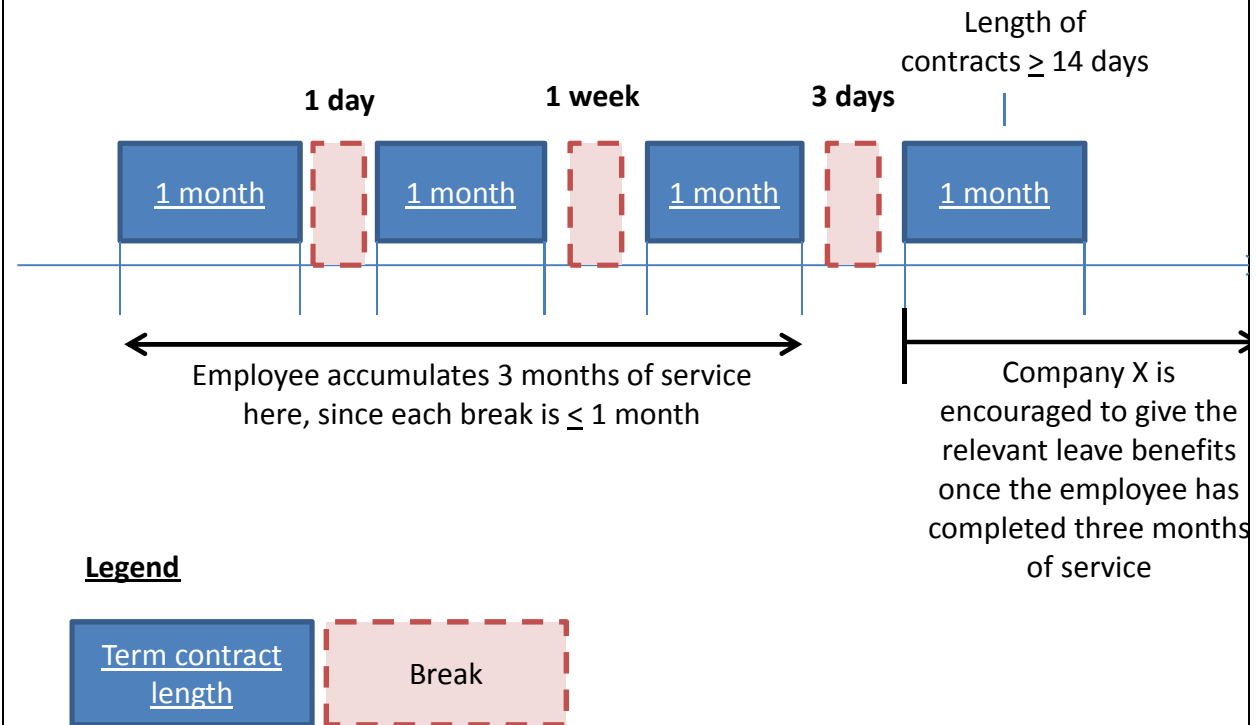 Length of
contracts ≥ 14 days
1 day
1 week
3 days
1 month
1 month
1 month
1 month
Employee accumulates 3 months of service
here, since each break is ≤ 1 month
Company X is
encouraged to give the
relevant leave benefits
once the employee has
completed three months
of service
Legend
Term contract
length
Break